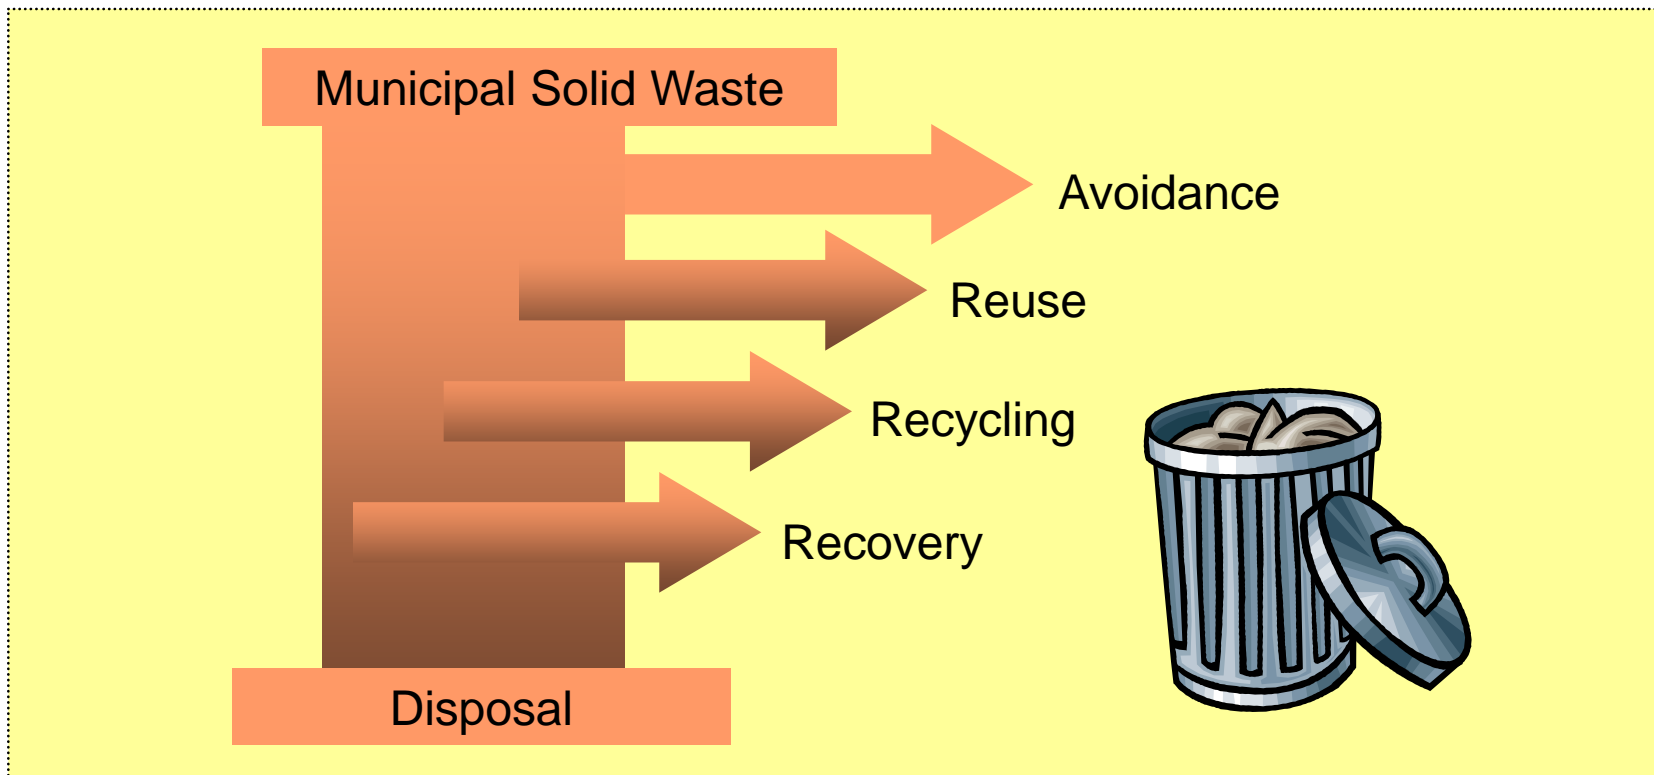 Municipal Solid Waste
Avoidance
Reuse
Recycling
Recovery
Disposal